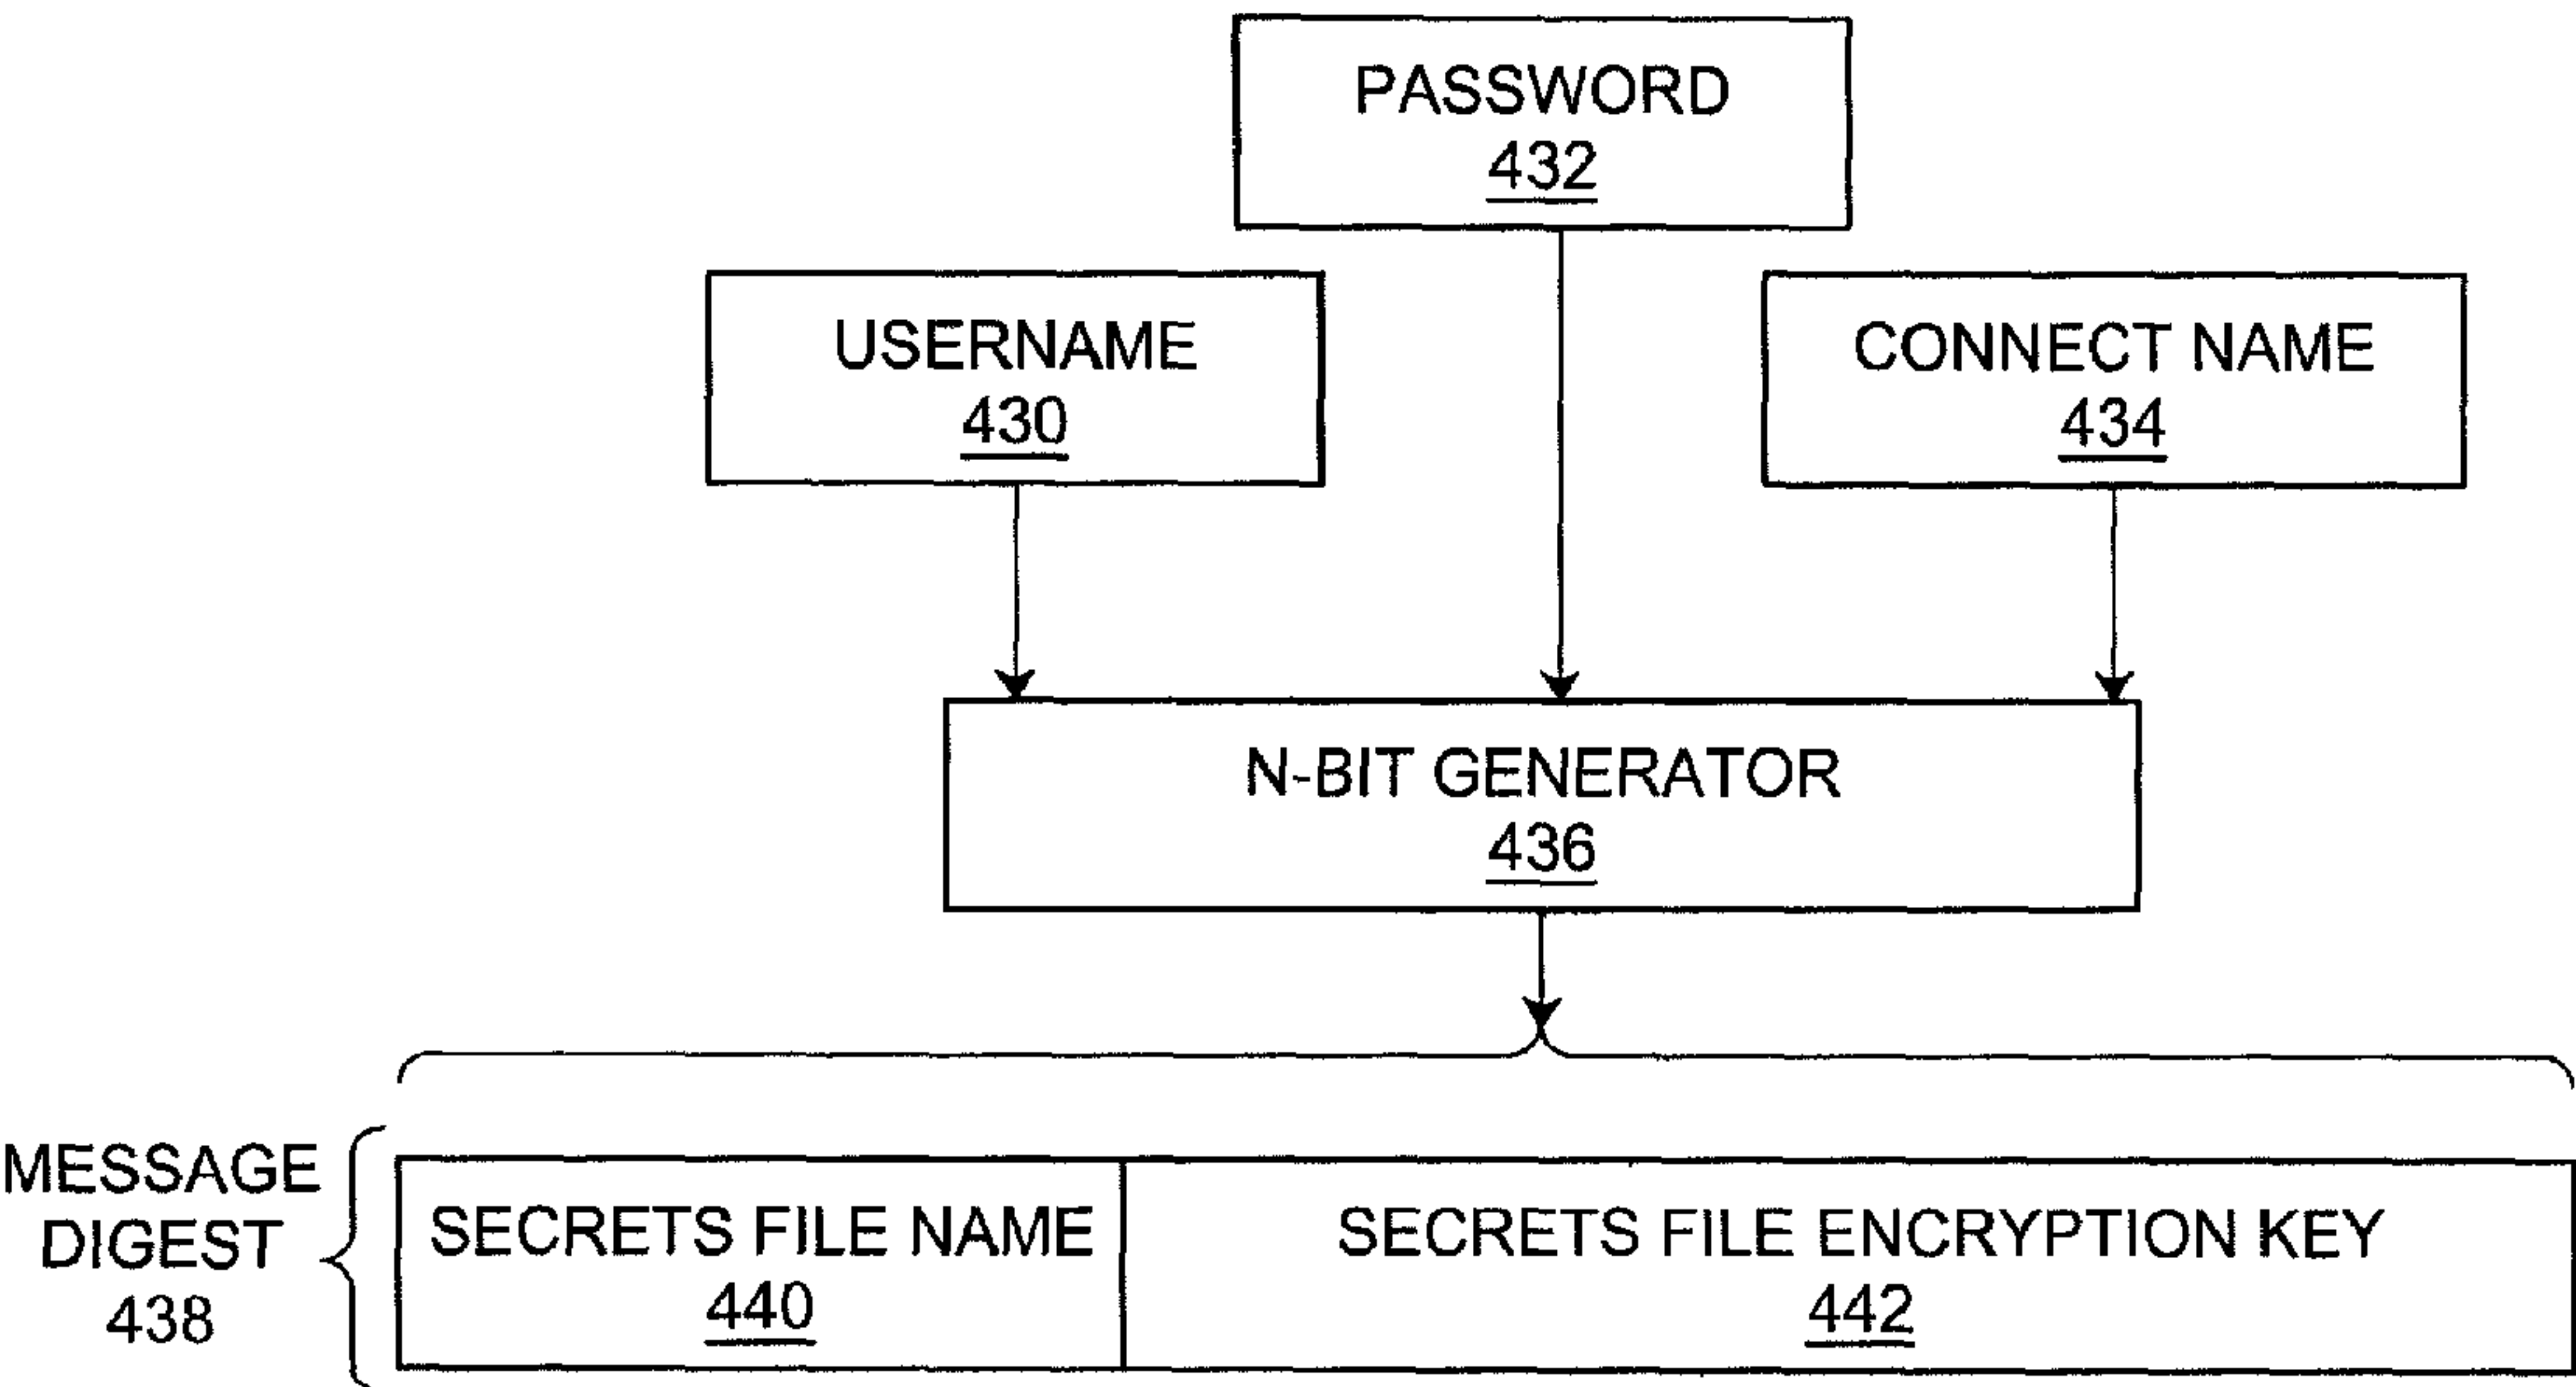 PASSWORD
432
USERNAME
430
CONNECT NAME
434
N-BIT GENERATOR
436
MESSAGE
DIGEST
438
SECRETS FILE NAME
440
SECRETS FILE ENCRYPTION KEY
442